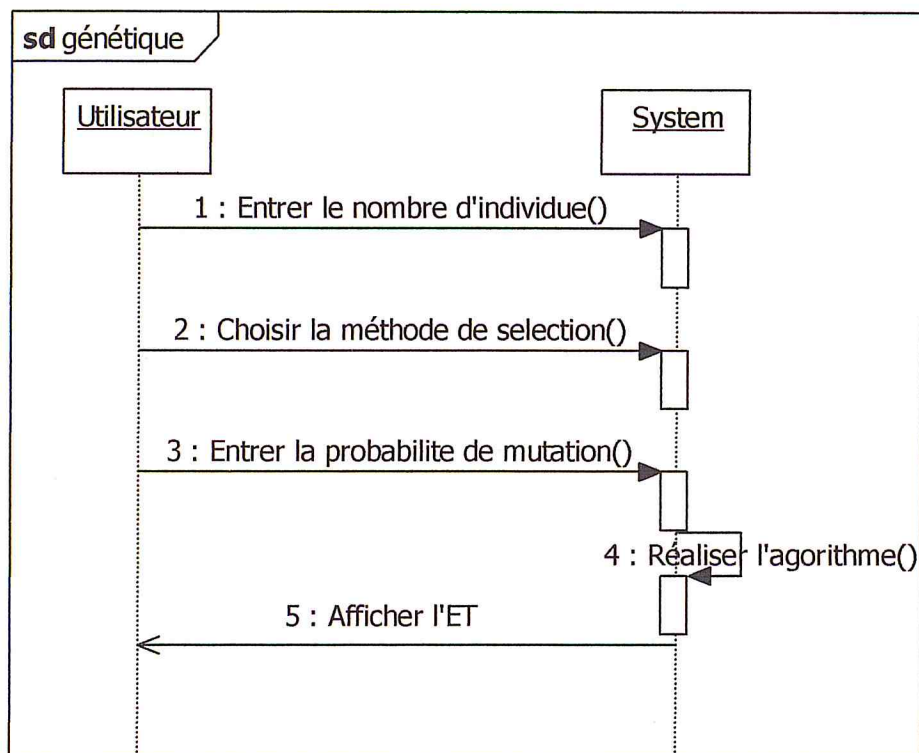 sd génétique
Utilisateur
System
1 : Entrer le nombre d'individue()
2 : Choisir la méthode de selection()
3 : Entrer la probabilite de mutation()
4 : Réaliser l'agorithme()
5 : Afficher l'ET